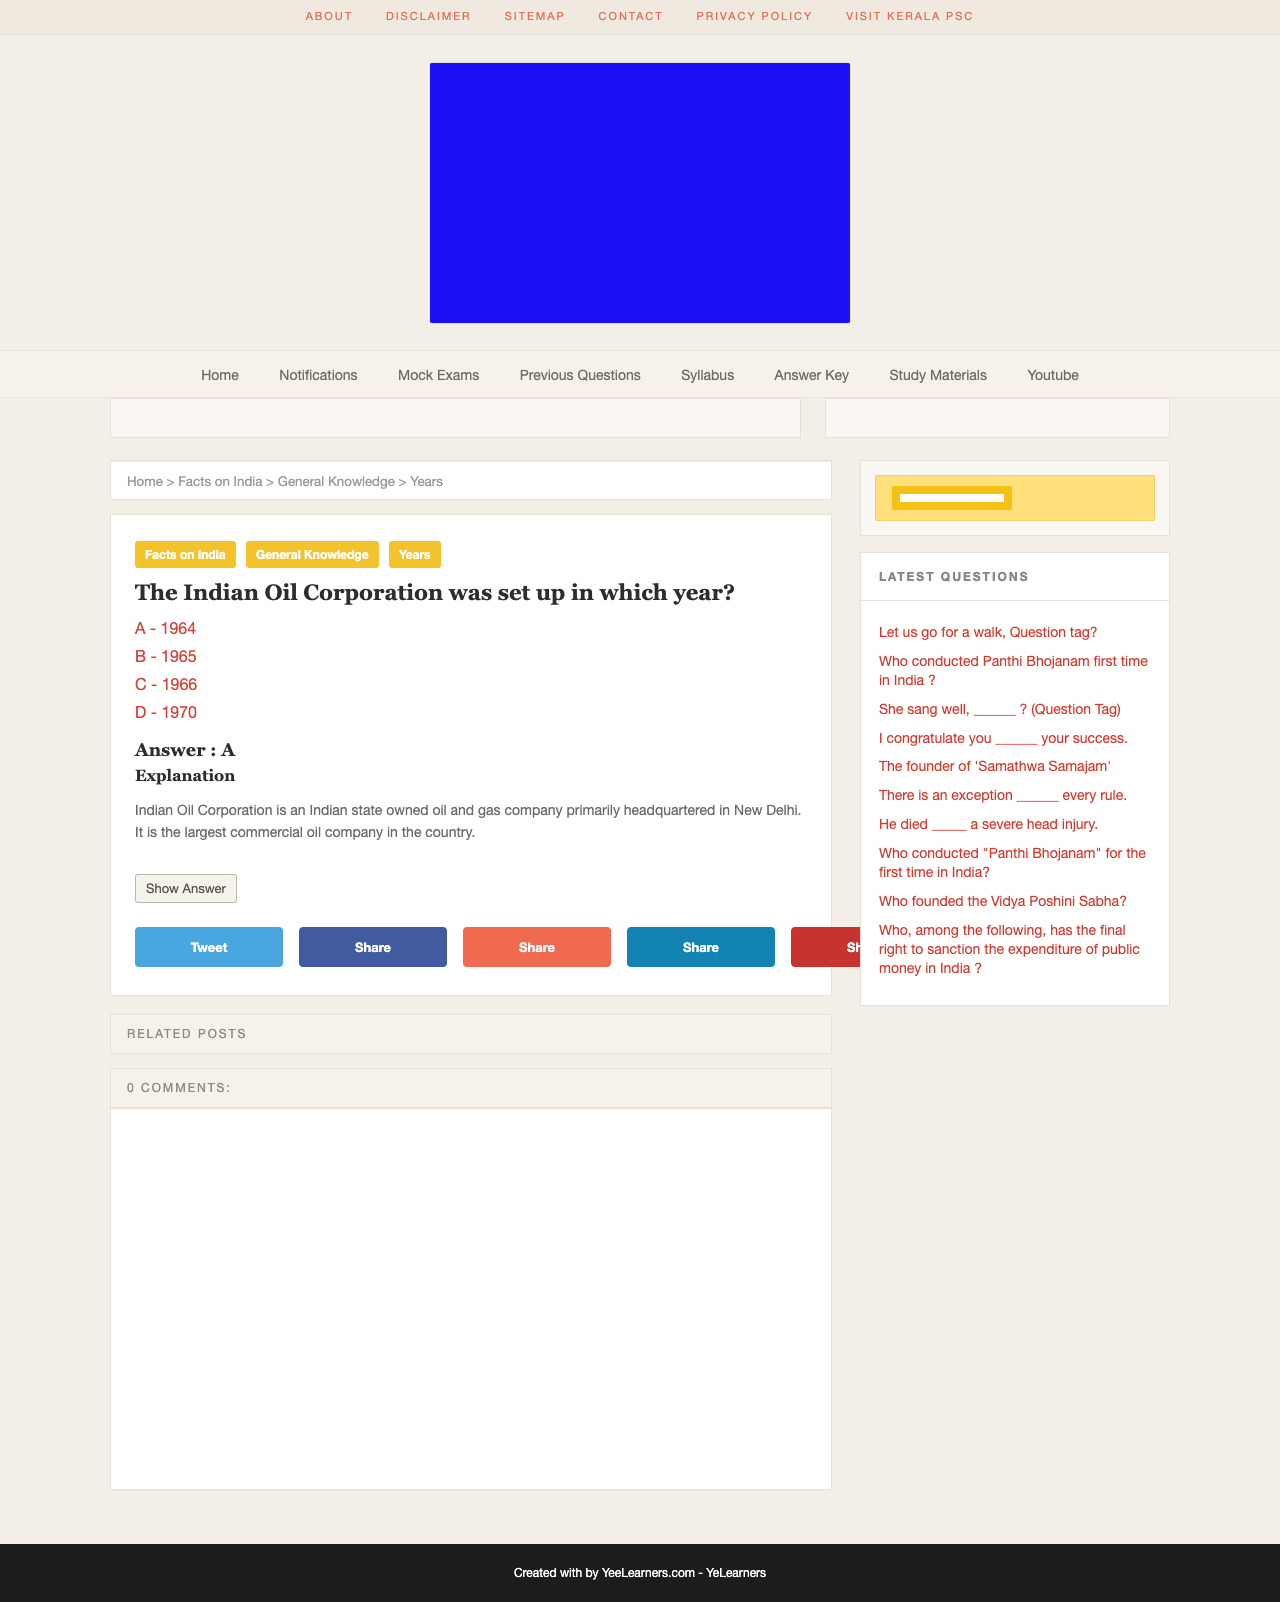 ABOUT DISCLAIMER SITEMAP CONTACT PRIVACY POLICY VISIT KERALA PSC
Home Notifications Mock Exams Previous Questions Syllabus Answer Key Study Materials Youtube
Home > Facts on India > General Knowledge > Years
Facts on India General Knowledge Years
The Indian Oil Corporation was set up in which year?
A - 1964
B - 1965
C - 1966
D - 1970
Answer : A
Explanation
Indian Oil Corporation is an Indian state owned oil and gas company primarily headquartered in New Delhi.
It is the largest commercial oil company in the country.
Show Answer
Tweet Share Share Share
RELATED POSTS
0 COMMENTS:
LATEST QUESTIONS
Let us go for a walk, Question tag?
Who conducted Panthi Bhojanam first time
in India ?
She sang well, ______ ? (Question Tag)
I congratulate you ______ your success.
The founder of 'Samathwa Samajam'
There is an exception ______ every rule.
He died _____ a severe head injury.
Who conducted "Panthi Bhojanam" for the
first time in India?
Who founded the Vidya Poshini Sabha?
Who, among the following, has the final
right to sanction the expenditure of public
money in India ?
Created with by YeeLearners.com - YeLearners